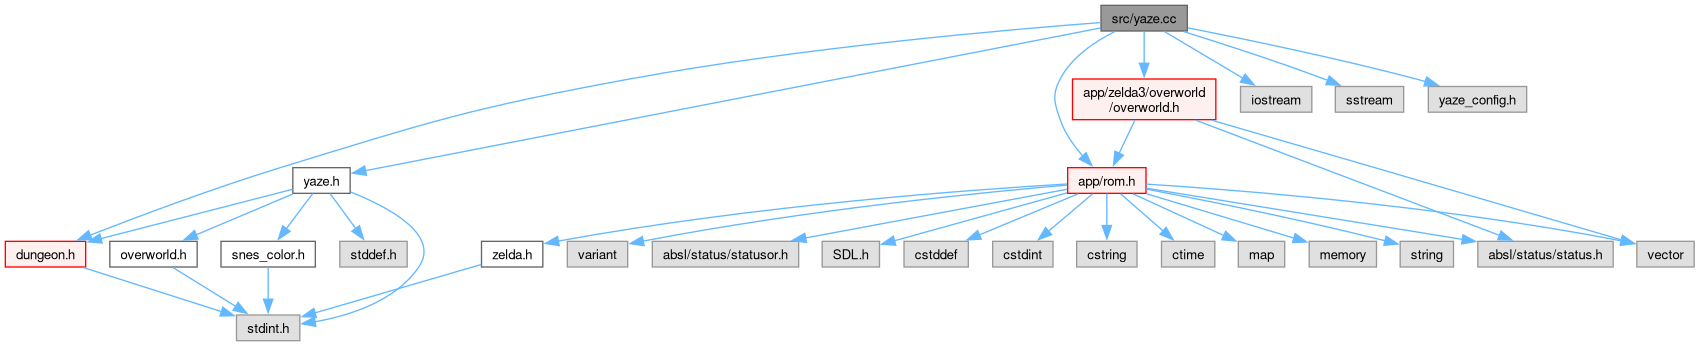 src/yaze.cc
app/zelda3/overworld
/overworld.h
iostream
sstream
yaze_config.h
yaze.h
app/rom.h
dungeon.h
overworld.h
snes_color.h
stddef.h
zelda.h
variant
absl/status/statusor.h
SDL.h
cstddef
cstdint
cstring
ctime
map
memory
string
absl/status/status.h
vector
stdint.h